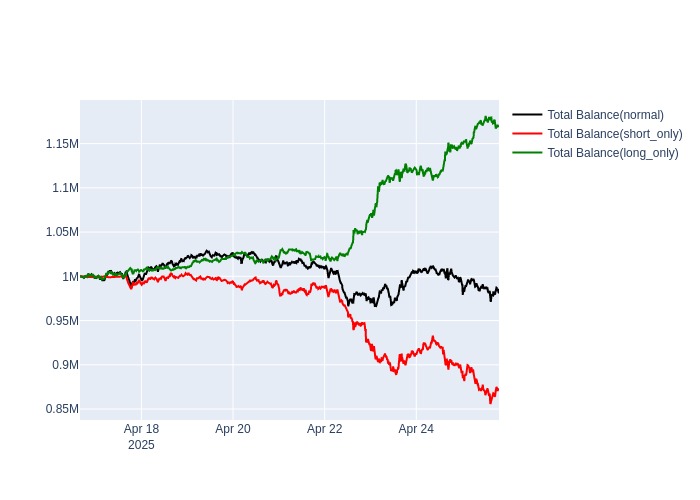 Total Balance(normal)
Total Balance(short_only)
Total Balance(long_only)
1.15M
1.1M
1.05M
1M
0.95M
0.9M
0.85M
Apr 18 Apr 20 Apr 22 Apr 24
2025